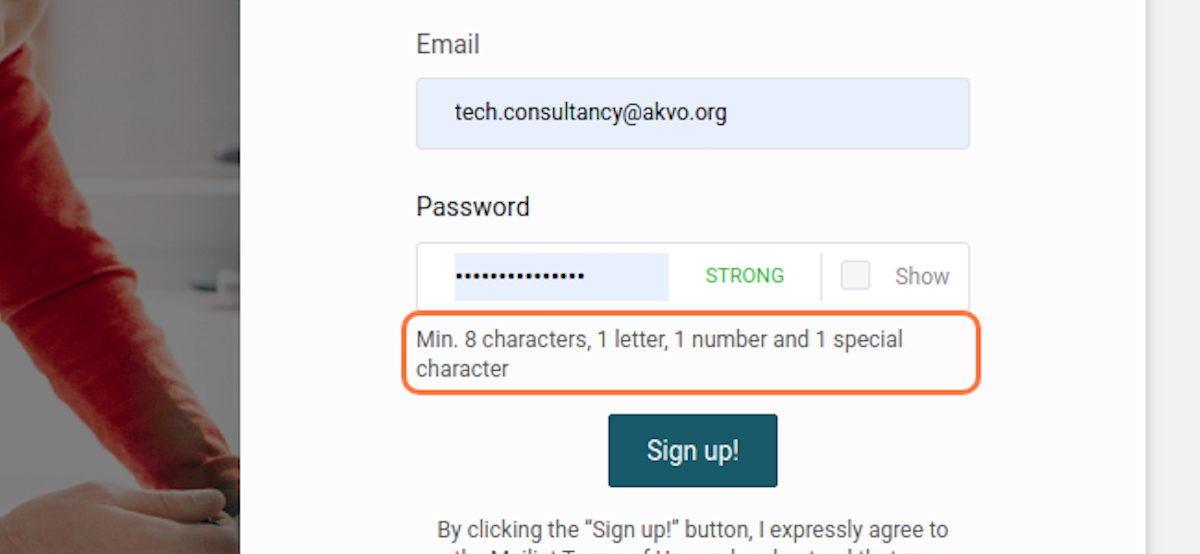 Email
tech.consultancy@akvo.org
Password
••••••••••••••• STRONG Show
Min. 8 characters, 1 letter, 1 number and 1 special
character
Sign up!
By clicking the “Sign up!” button, I expressly agree to